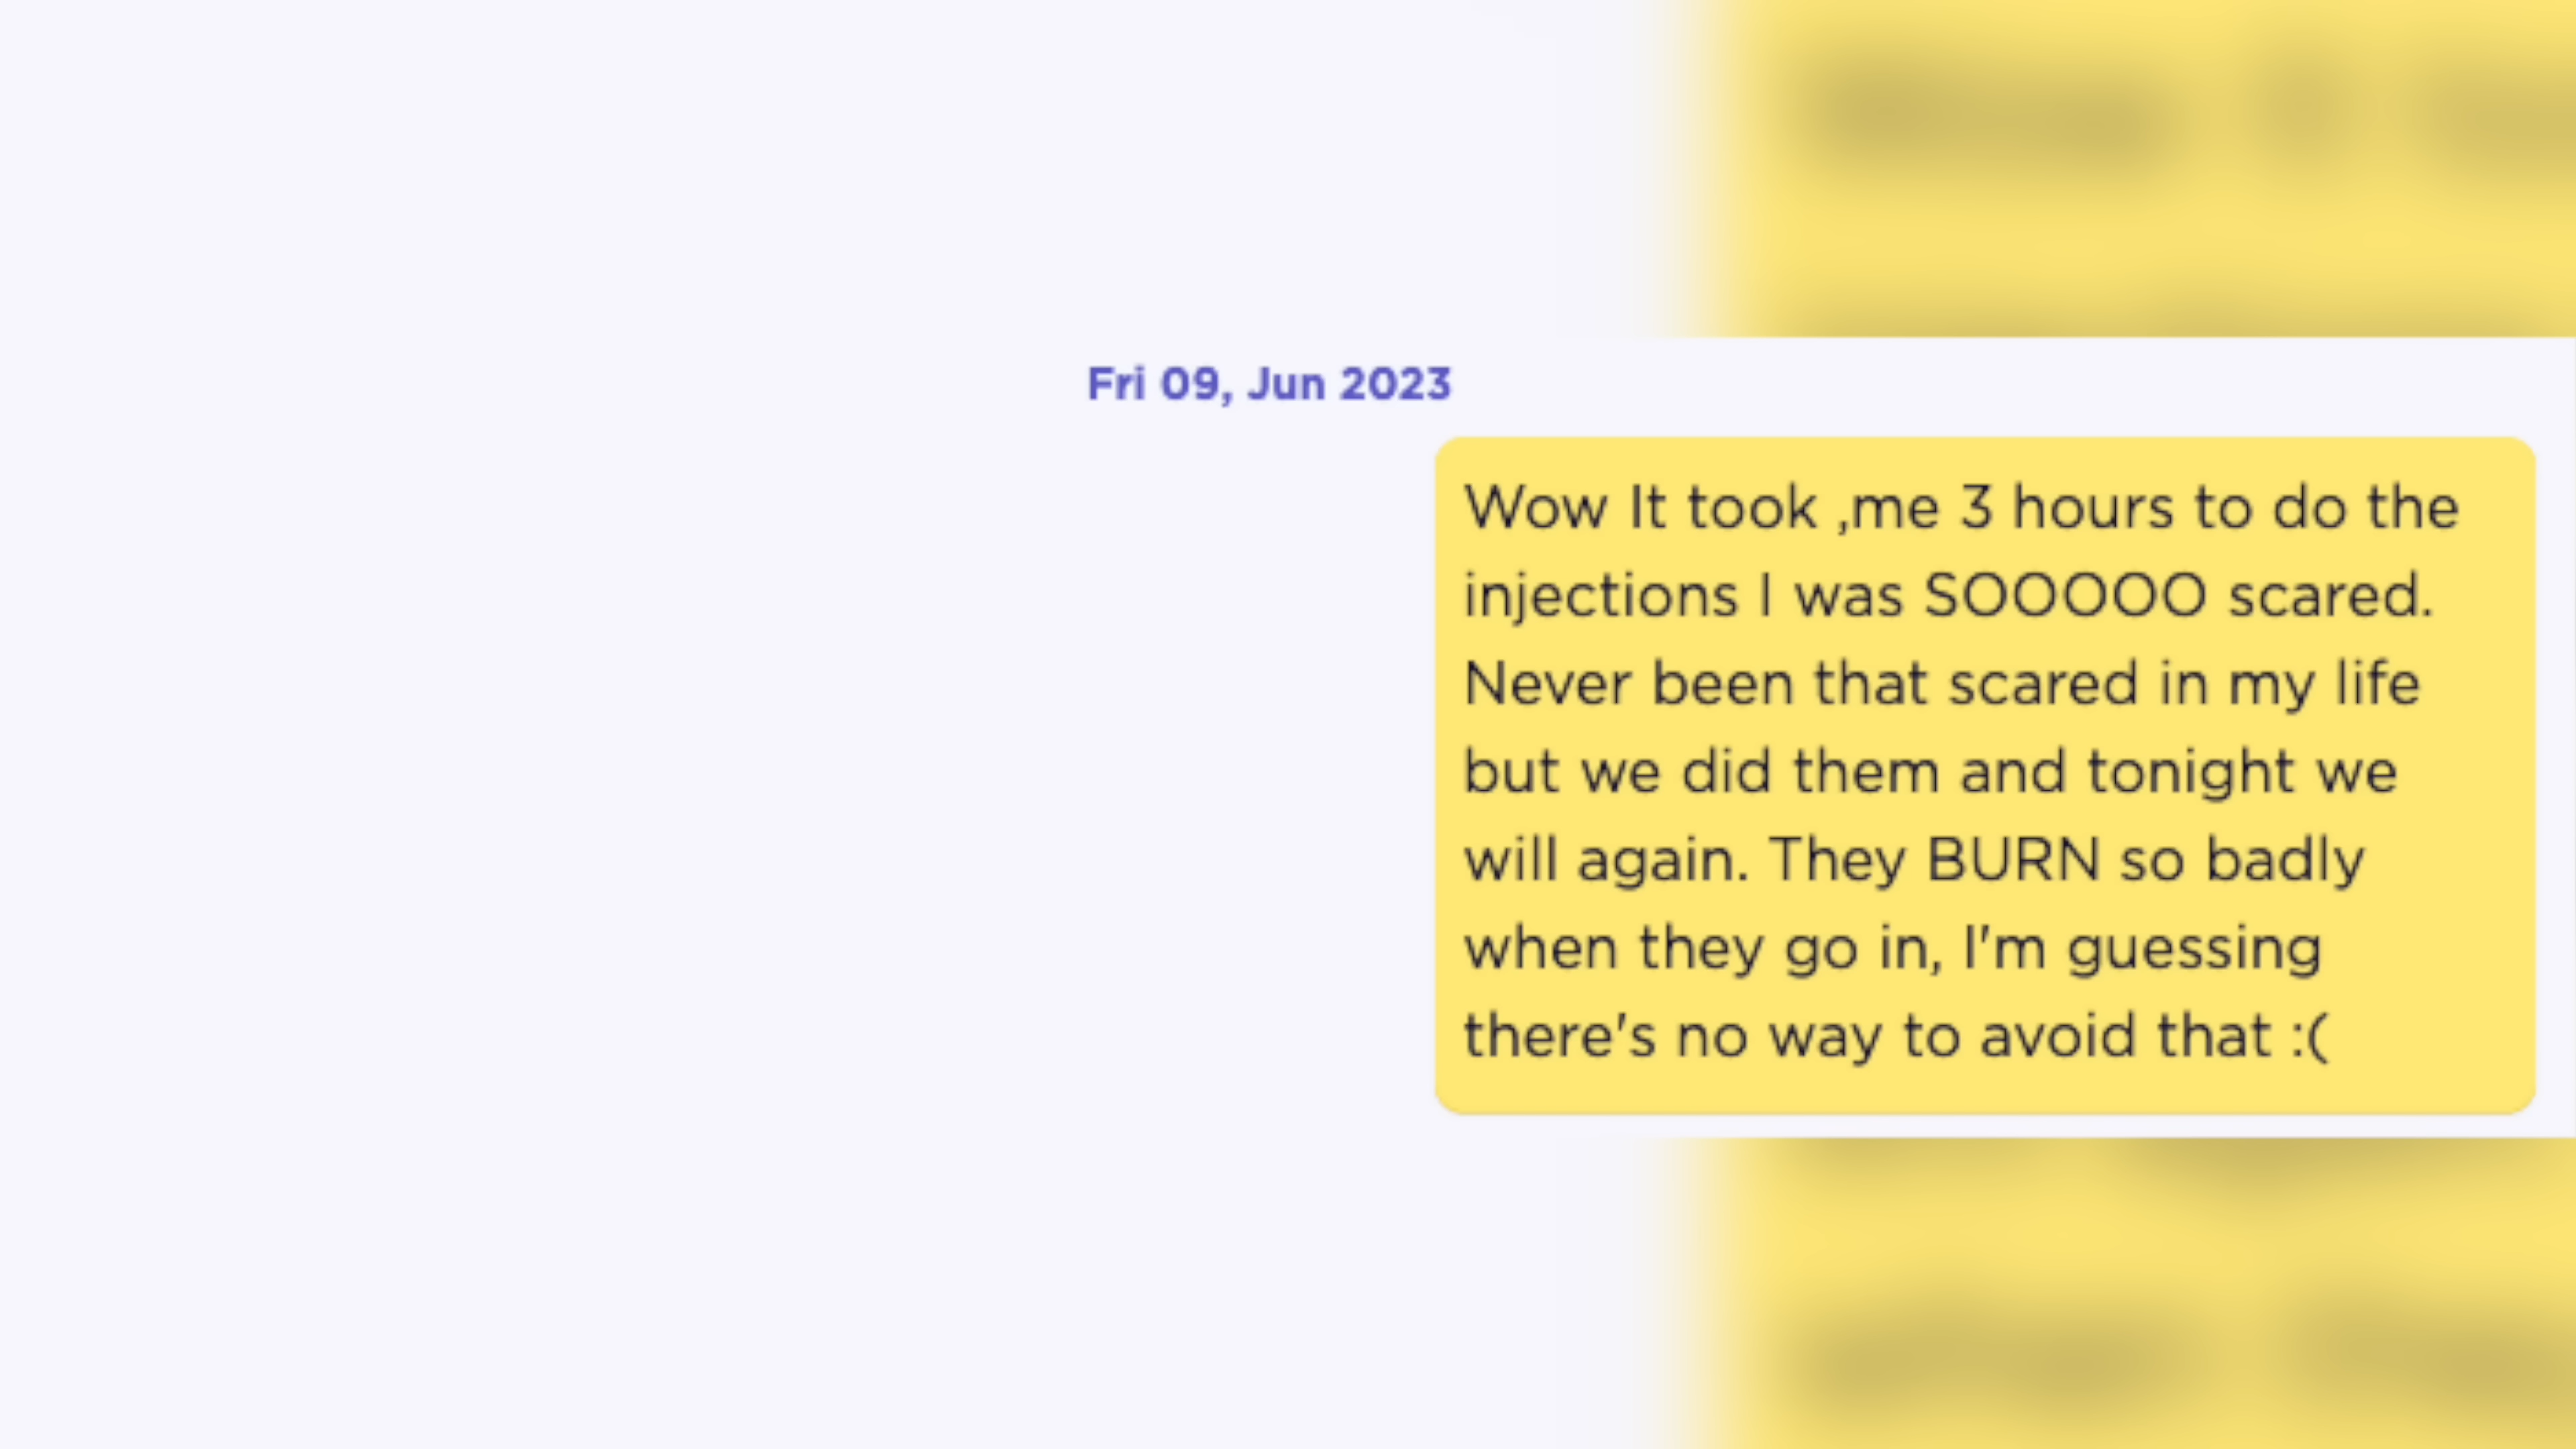 Fri 09, Jun 2023
Wow It took ,me 3 hours to do the
injections I was SOOOOO scared.
Never been that scared in my life
but we did them and tonight we
will again. They BURN so badly
when they go in, I'm guessing
there's no way to avoid that :(